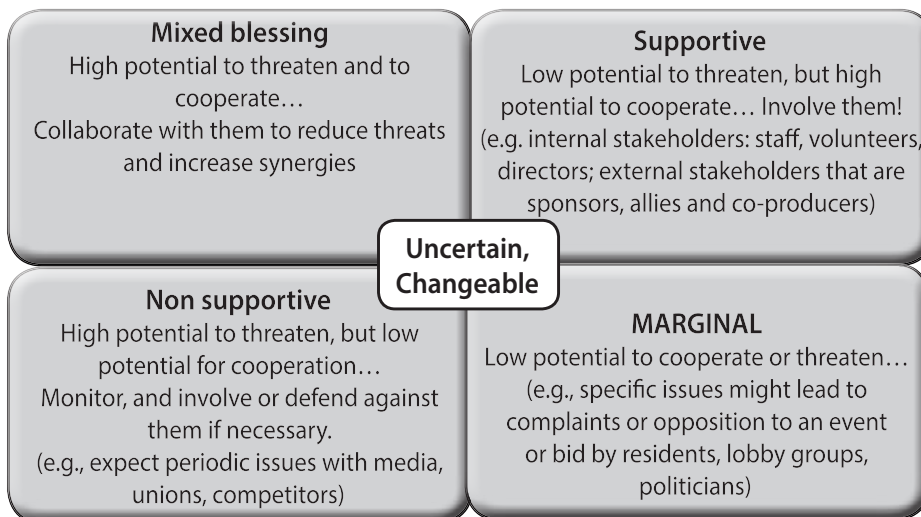 Mixed blessing
High potential to threaten and to
cooperate…
Collaborate with them to reduce threats
and increase synergies
Supportive
Low potential to threaten, but high
potential to cooperate… Involve them!
(e.g. internal stakeholders: staff, volunteers,
directors; external stakeholders that are
sponsors, allies and co-producers)
Uncertain,
Changeable
Non supportive
High potential to threaten, but low
potential for cooperation…
Monitor, and involve or defend against
them if necessary.
(e.g., expect periodic issues with media,
unions, competitors)
MARGINAL
Low potential to cooperate or threaten…
(e.g., specific issues might lead to
complaints or opposition to an event
or bid by residents, lobby groups,
politicians)